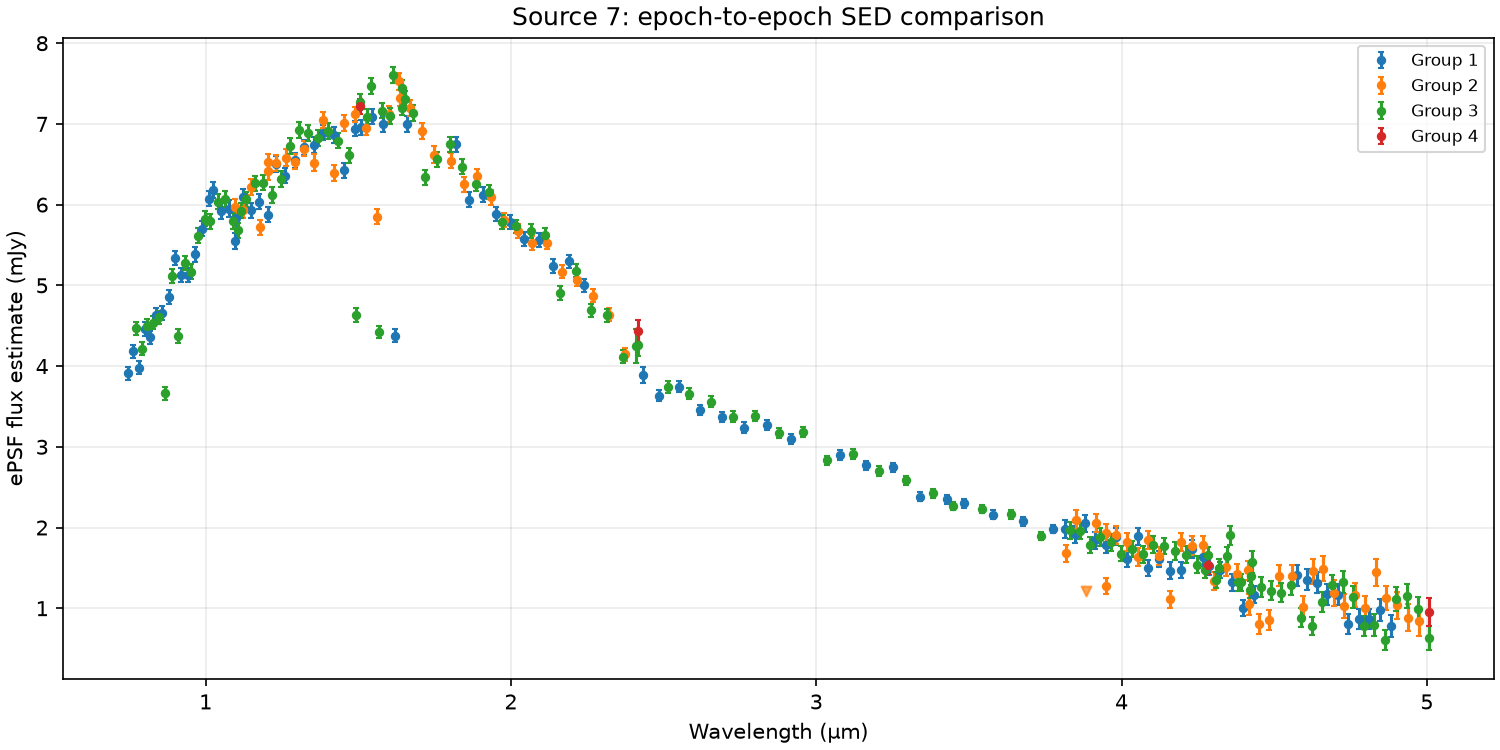 Source 7: epoch-to-epoch SED comparison
8
7
6
5
4
3
2
1
ePSF flux estimate (mJy)
Group 1
Group 2
Group 3
Group 4
1
2
3
4
5
Wavelength (μm)